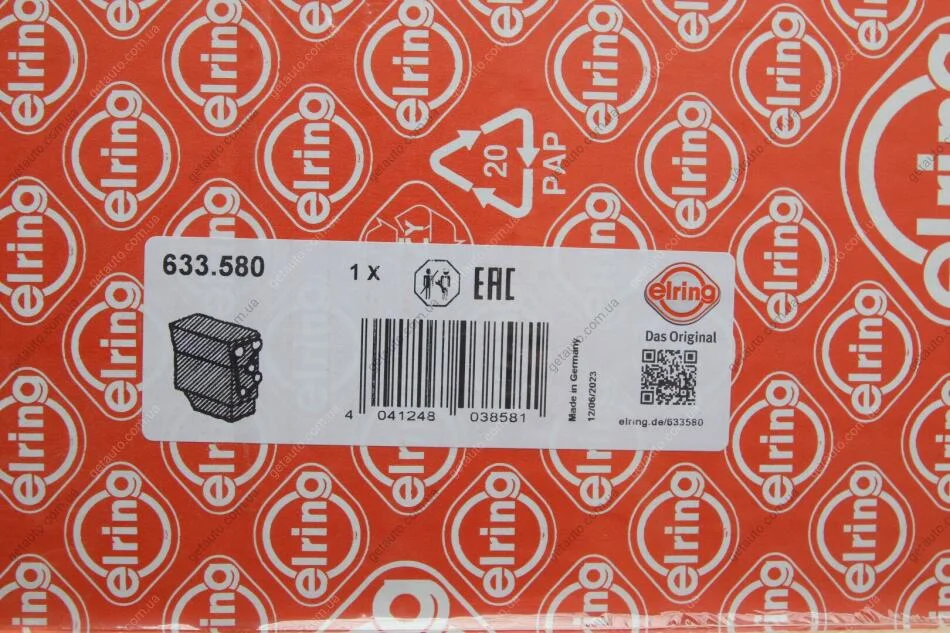 20
PAP
633.580
1 X
EAC
elring
Das Original
4 041248 038581
Made in Germany
12/06/2023
elring.de/633580
elring
getauto.com.ua